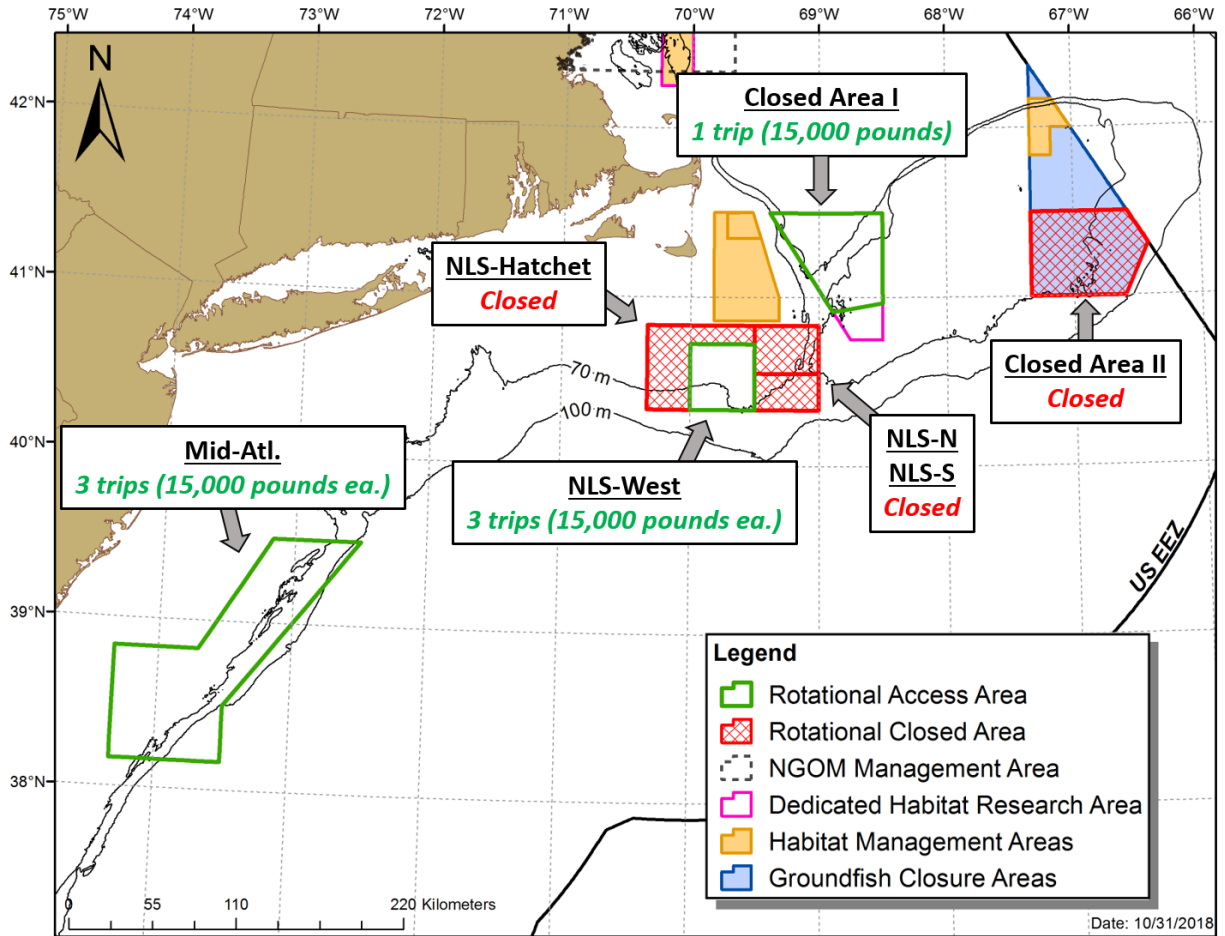 75°W 74°W 73°W 72°W 71°W 70°W 69°W 68°W 67°W 66°W
N
42°N
41°N
40°N
39°N
38°N
Closed Area I
1 trip (15,000 pounds)
NLS-Hatchet
Closed
Closed Area II
Closed
70 m
100 m
NLS-N
NLS-S
Closed
Mid-Atl.
3 trips (15,000 pounds ea.)
NLS-West
3 trips (15,000 pounds ea.)
US EEZ
Legend
Rotational Access Area
Rotational Closed Area
NGOM Management Area
Dedicated Habitat Research Area
Habitat Management Areas
Groundfish Closure Areas
0 55 110 220 Kilometers
Date: 10/31/2018